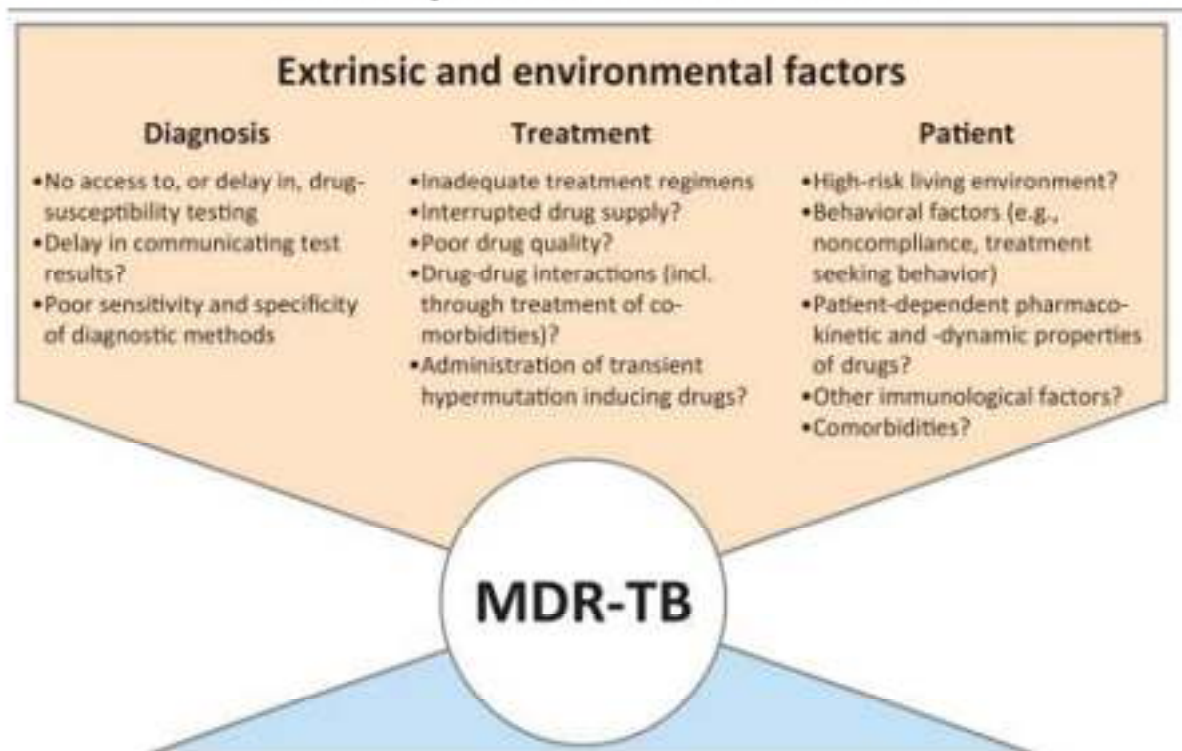 Extrinsic and environmental factors
Diagnosis
•No access to, or delay in, drug-
susceptibility testing
•Delay in communicating test
results?
•Poor sensitivity and specificity
of diagnostic methods
Treatment
•Inadequate treatment regimens
•Interrupted drug supply?
•Poor drug quality?
•Drug-drug interactions (incl.
through treatment of co-
morbidities)?
•Administration of transient
hypermutation inducing drugs?
Patient
•High-risk living environment?
•Behavioral factors (e.g.,
noncompliance, treatment
seeking behavior)
•Patient-dependent pharmaco-
kinetic and -dynamic properties
of drugs?
•Other immunological factors?
•Comorbidities?
MDR-TB